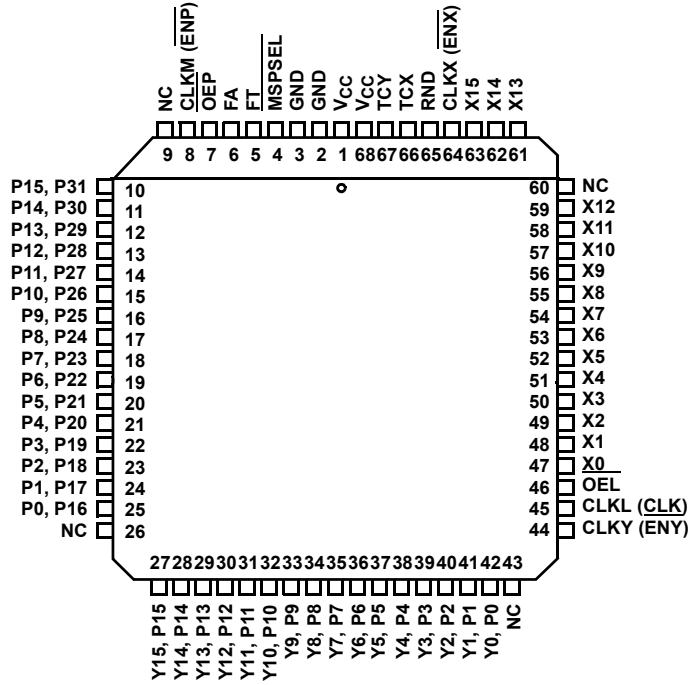 NC
CLKM (ENP)
OEP
FA
FT
MSPSEL
GND
GND
VCC
VCC
TCY
TCX
RND
CLKX (ENX)
X15
X14
X13
9 8 7 6 5 4 3 2 1 68 67 66 65 64 63 62 61
P15, P31 10
P14, P30 11
P13, P29 12
P12, P28 13
P11, P27 14
P10, P26 15
P9, P25 16
P8, P24 17
P7, P23 18
P6, P22 19
P5, P21 20
P4, P20 21
P3, P19 22
P2, P18 23
P1, P17 24
P0, P16 25
NC 26
60 NC
59 X12
58 X11
57 X10
56 X9
55 X8
54 X7
53 X6
52 X5
51 X4
50 X3
49 X2
48 X1
47 X0
46 OEL
45 CLKL (CLK)
44 CLKY (ENY)
27 28 29 30 31 32 33 34 35 36 37 38 39 40 41 42 43
Y15, P15
Y14, P14
Y13, P13
Y12, P12
Y11, P11
Y10, P10
Y9, P9
Y8, P8
Y7, P7
Y6, P6
Y5, P5
Y4, P4
Y3, P3
Y2, P2
Y1, P1
Y0, P0
NC